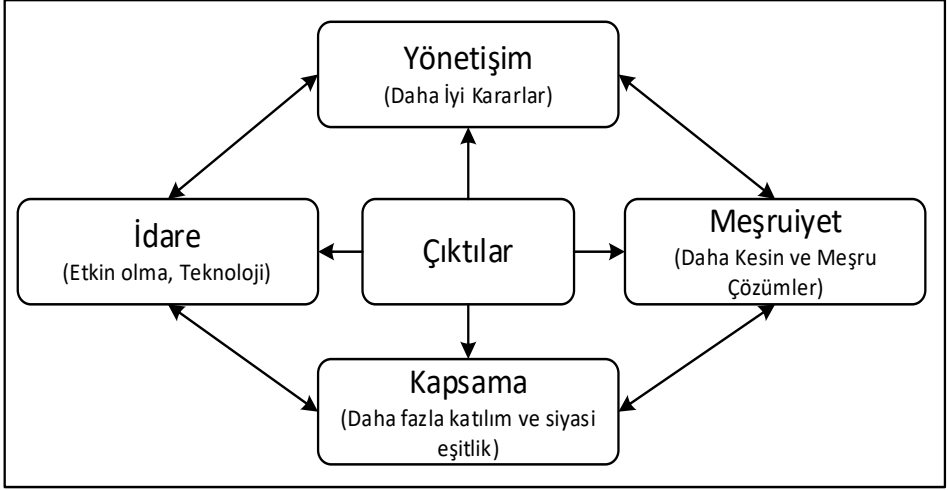 Yönetişim
(Daha İyi Kararlar)
İdare
(Etkin olma, Teknoloji)
Çıktılar
Meşruiyet
(Daha Kesin ve Meşru
Çözümler)
Kapsama
(Daha fazla katılım ve siyasi
eşitlik)